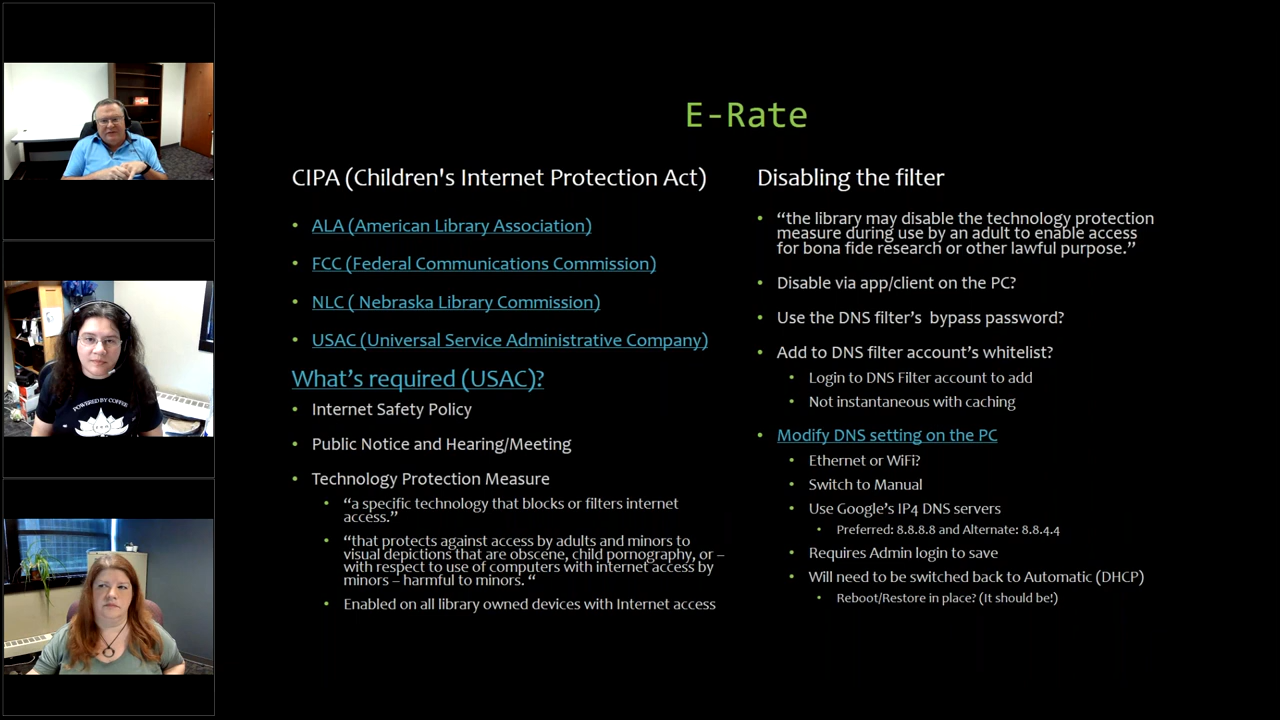 E-Rate
CIPA (Children's Internet Protection Act)
• ALA (American Library Association)
• FCC (Federal Communications Commission)
• NLC ( Nebraska Library Commission)
• USAC (Universal Service Administrative Company)
What's required (USAC)?
• Internet Safety Policy
• Public Notice and Hearing/Meeting
• Technology Protection Measure
• “a specific technology that blocks or filters internet
access.”
• “that protects against access by adults and minors to
visual depictions that are obscene, child pornography, or –
with respect to use of computers with internet access by
minors – harmful to minors. “
• Enabled on all library owned devices with Internet access
Disabling the filter
• “the library may disable the technology protection
measure during use by an adult to enable access
for bona fide research or other lawful purpose.”
• Disable via app/client on the PC?
• Use the DNS filter’s  bypass password?
• Add to DNS filter account’s whitelist?
• Login to DNS Filter account to add
• Not instantaneous with caching
• Modify DNS setting on the PC
• Ethernet or WiFi?
• Switch to Manual
• Use Google’s IP4 DNS servers
• Preferred: 8.8.8.8 and Alternate: 8.8.4.4
• Requires Admin login to save
• Will need to be switched back to Automatic (DHCP)
• Reboot/Restore in place? (It should be!)
POWERED BY COFFEE